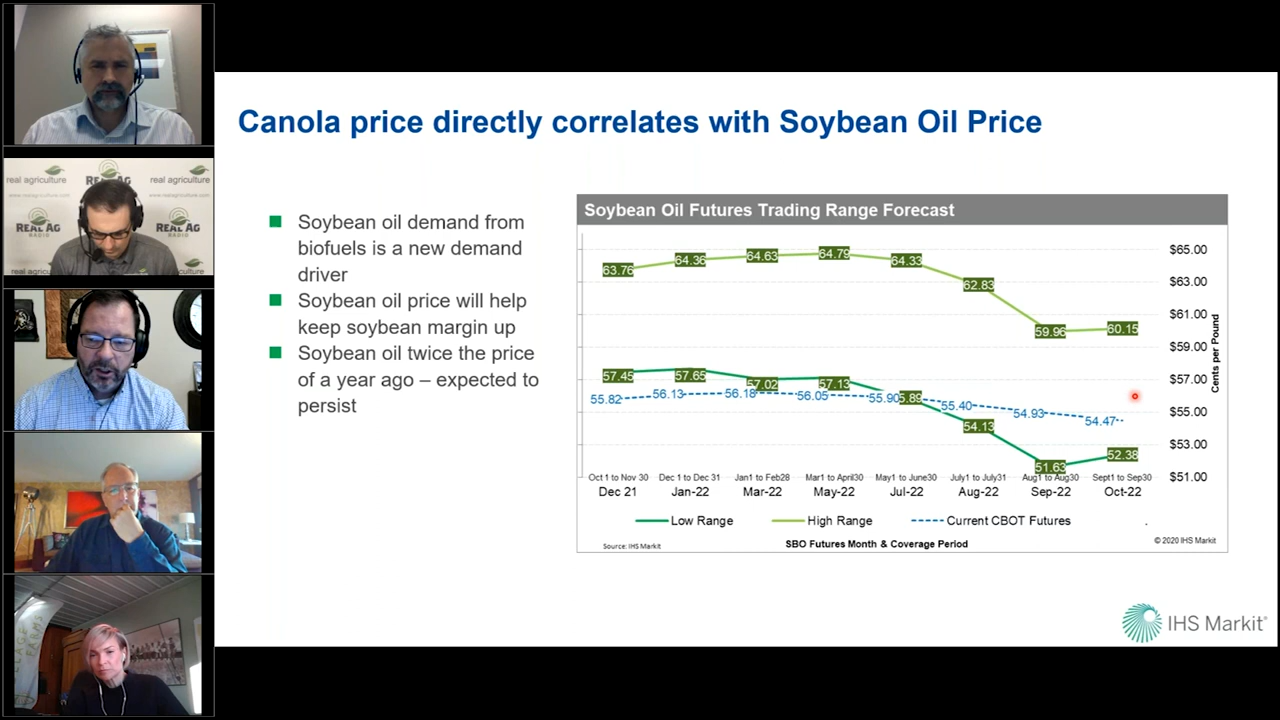 Canola price directly correlates with Soybean Oil Price
Soybean oil demand from
biofuels is a new demand
driver
Soybean oil price will help
keep soybean margin up
Soybean oil twice the price
of a year ago – expected to
persist
Soybean Oil Futures Trading Range Forecast
63.76 64.36 64.63 64.79 64.33 62.83 59.96 60.15
57.45 57.65 57.02 57.13 5.89 54.13 51.63 52.38
55.82 56.13 56.18 56.05 55.90 55.40 54.93 54.47
$65.00
$63.00
$61.00
$59.00
$57.00
$55.00
$53.00
$51.00
Cents per Pound
Oct1 to Nov 30 Dec 1 to Dec 31 Jan1 to Feb28 Mar1 to April30 May1 to June30 July1 to July31 Aug1 to Aug30 Sept1 to Sep30
Dec 21 Jan-22 Mar-22 May-22 Jul-22 Aug-22 Sep-22 Oct-22
Low Range High Range Current CBOT Futures
Source: IHS Markit
SBO Futures Month & Coverage Period
© 2020 IHS Markit
IHS Markit®
real agriculture
REAL AG
real agriculture
REAL AG
RADIO
REAL AG
RADIO